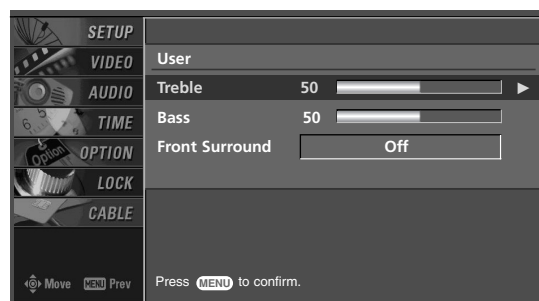 SETUP
VIDEO
AUDIO
TIME
OPTION
LOCK
CABLE
Move MENU Prev
User
Treble 50
Bass 50
Front Surround Off
Press MENU to confirm.